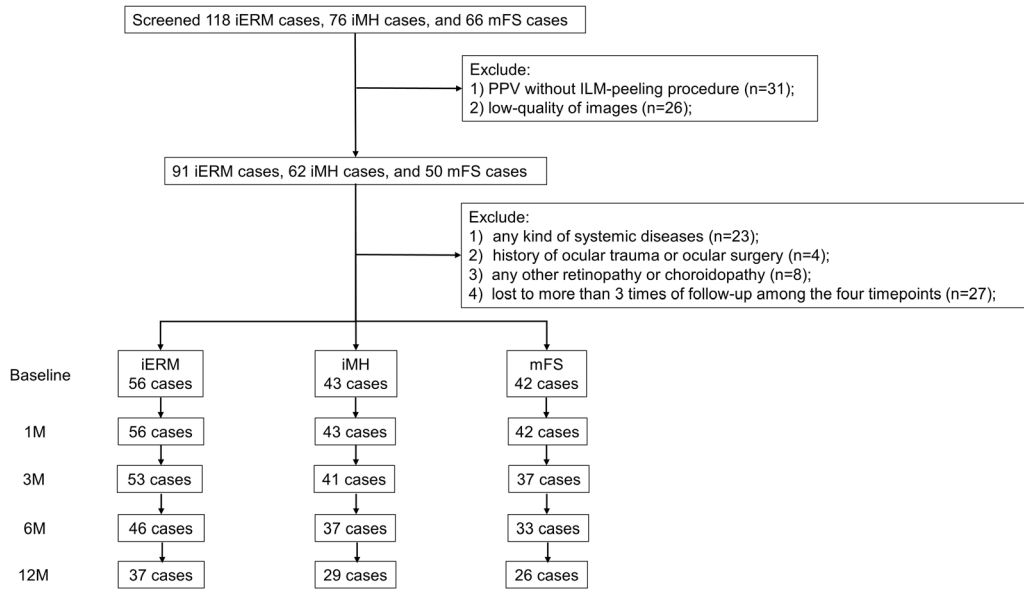 Screened 118 iERM cases, 76 iMH cases, and 66 mFS cases
Exclude:
1) PPV without ILM-peeling procedure (n=31);
2) low-quality of images (n=26);
91 iERM cases, 62 iMH cases, and 50 mFS cases
Exclude:
1) any kind of systemic diseases (n=23);
2) history of ocular trauma or ocular surgery (n=4);
3) any other retinopathy or choroidopathy (n=8);
4) lost to more than 3 times of follow-up among the four timepoints (n=27);
Baseline
iERM
56 cases
iMH
43 cases
mFS
42 cases
1M
56 cases
43 cases
42 cases
3M
53 cases
41 cases
37 cases
6M
46 cases
37 cases
33 cases
12M
37 cases
29 cases
26 cases